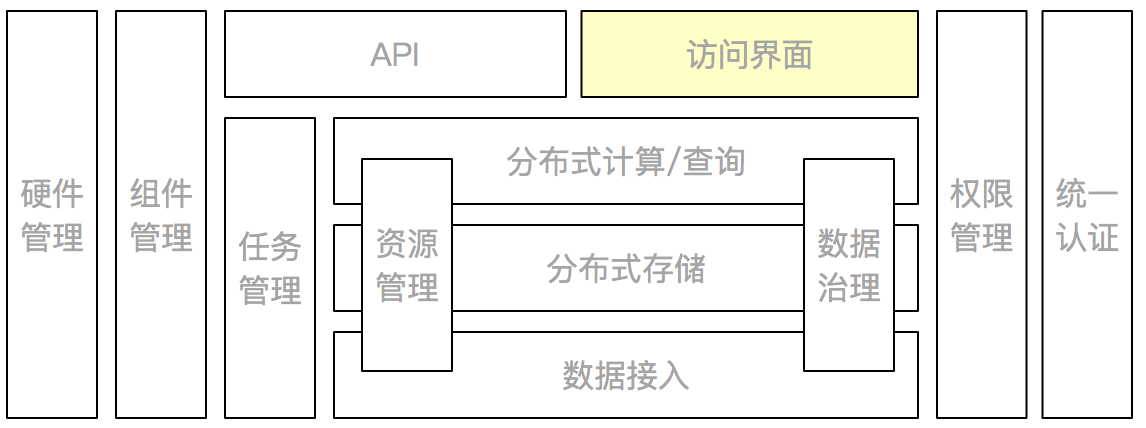 硬件
管理
组件
管理
API
访问界面
任务
管理
分布式计算/查询
资源
管理
分布式存储
数据
治理
数据接入
权限
管理
统一
认证